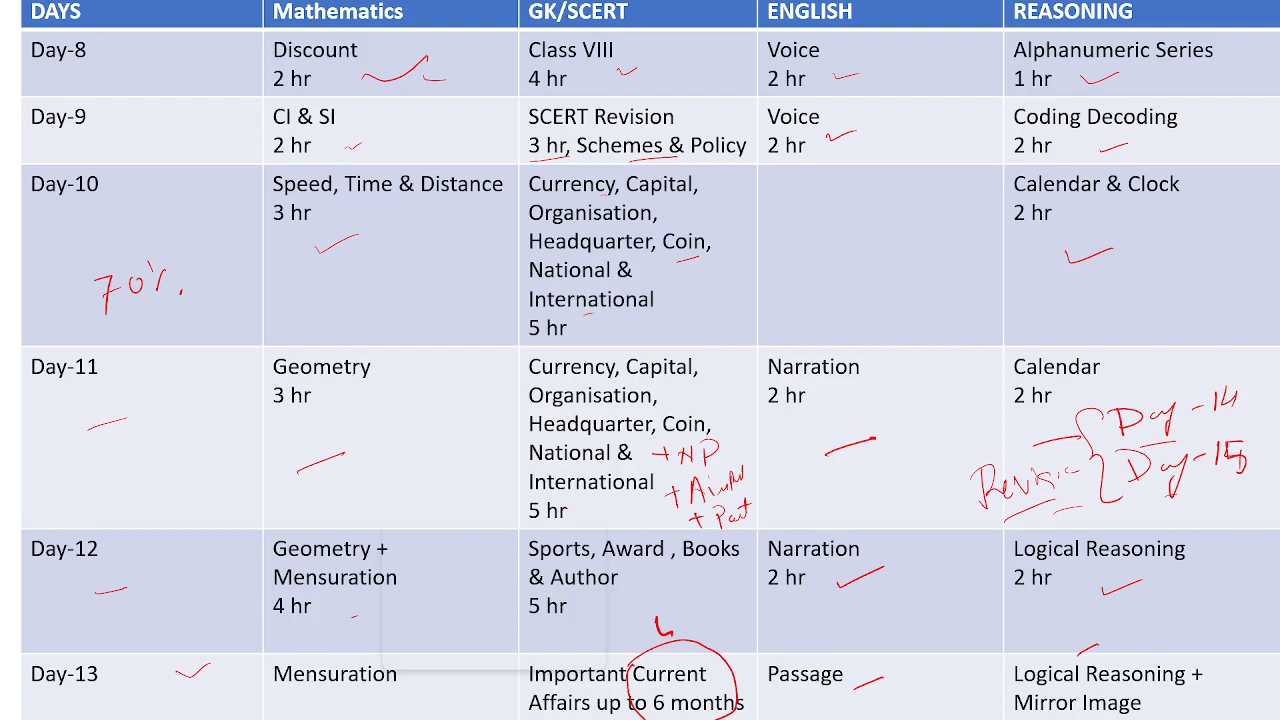 DAYS
Mathematics
GK/SCERT
ENGLISH
REASONING
Day-8
Discount
2 hr
Class VIII
4 hr
Voice
2 hr
Alphanumeric Series
1 hr
Day-9
CI & SI
2 hr
SCERT Revision
3 hr, Schemes & Policy
Voice
2 hr
Coding Decoding
2 hr
Day-10
70%
Speed, Time & Distance
3 hr
Currency, Capital,
Organisation,
Headquarter, Coin,
National &
International
5 hr
Calendar & Clock
2 hr
Day-11
Geometry
3 hr
Currency, Capital,
Organisation,
Headquarter, Coin,
National &
International
5 hr
+ NP
Narration
2 hr
Calendar
2 hr
Day-14
Day-15
Day-12
Geometry +
Mensuration
4 hr
Sports, Award , Books
& Author
5 hr
Narration
2 hr
Logical Reasoning
2 hr
Day-13
Mensuration
Important Current
Affairs up to 6 months
Passage
Logical Reasoning +
Mirror Image